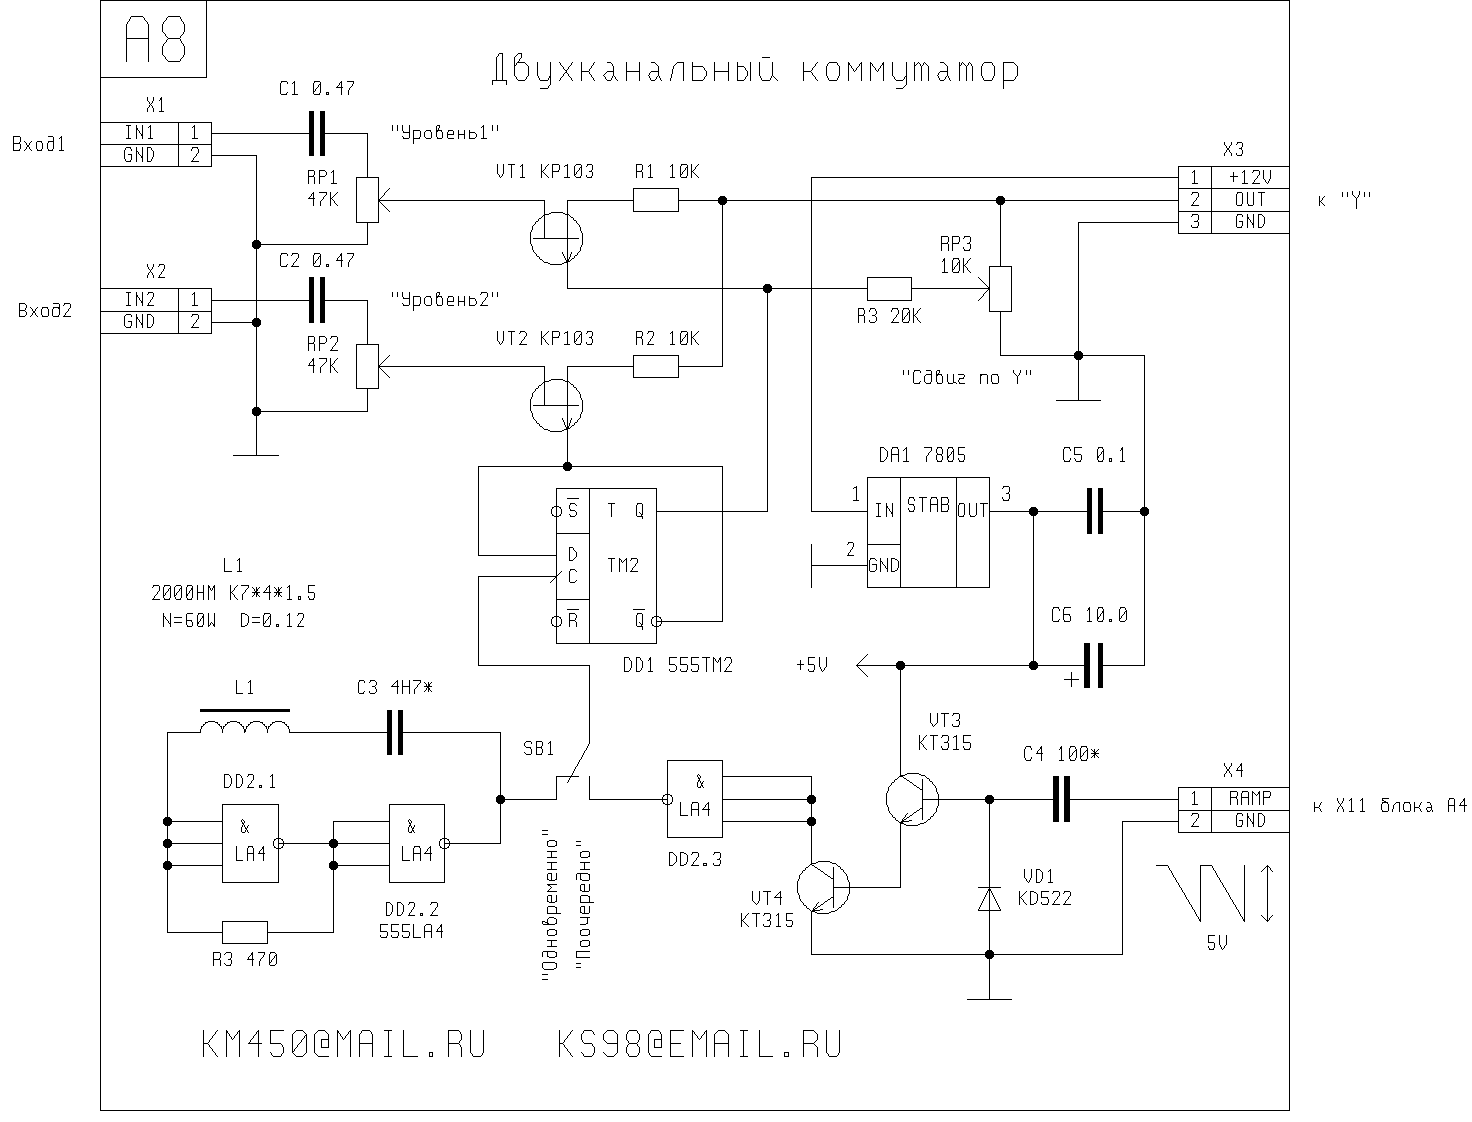 A8
Двухканальный коммутатор
C1 0.47
X1
Вход1
IN1 1
GND 2
"Уровень1"
RP1
47K
VT1 КР103
R1 10K
X3
1 +12V
2 OUT
3 GND
к "Y"
C2 0.47
X2
Вход2
IN2 1
GND 2
"Уровень2"
RP2
47K
VT2 КР103
R2 10K
RP3
10K
R3 20K
"Сдвиг по Y"
DA1 7805
C5 0.1
1
IN
STAB
OUT
3
2
GND
S T Q
D
C
TM2
R Q
DD1 555TM2
C6 10.0
+
+5V
L1
2000НМ К7*4*1.5
N=60W D=0.12
L1
C3 4Н7*
SB1
DD2.1
&
LA4
&
LA4
DD2.2
555LA4
R3 470
"Одновременно"
"Поочередно"
&
LA4
DD2.3
VT3
KT315
VT4
KT315
C4 100*
VD1
KD522
X4
1 RAMP
2 GND
к X11 блока A4
5V
KM450@MAIL.RU KS98@EMAIL.RU